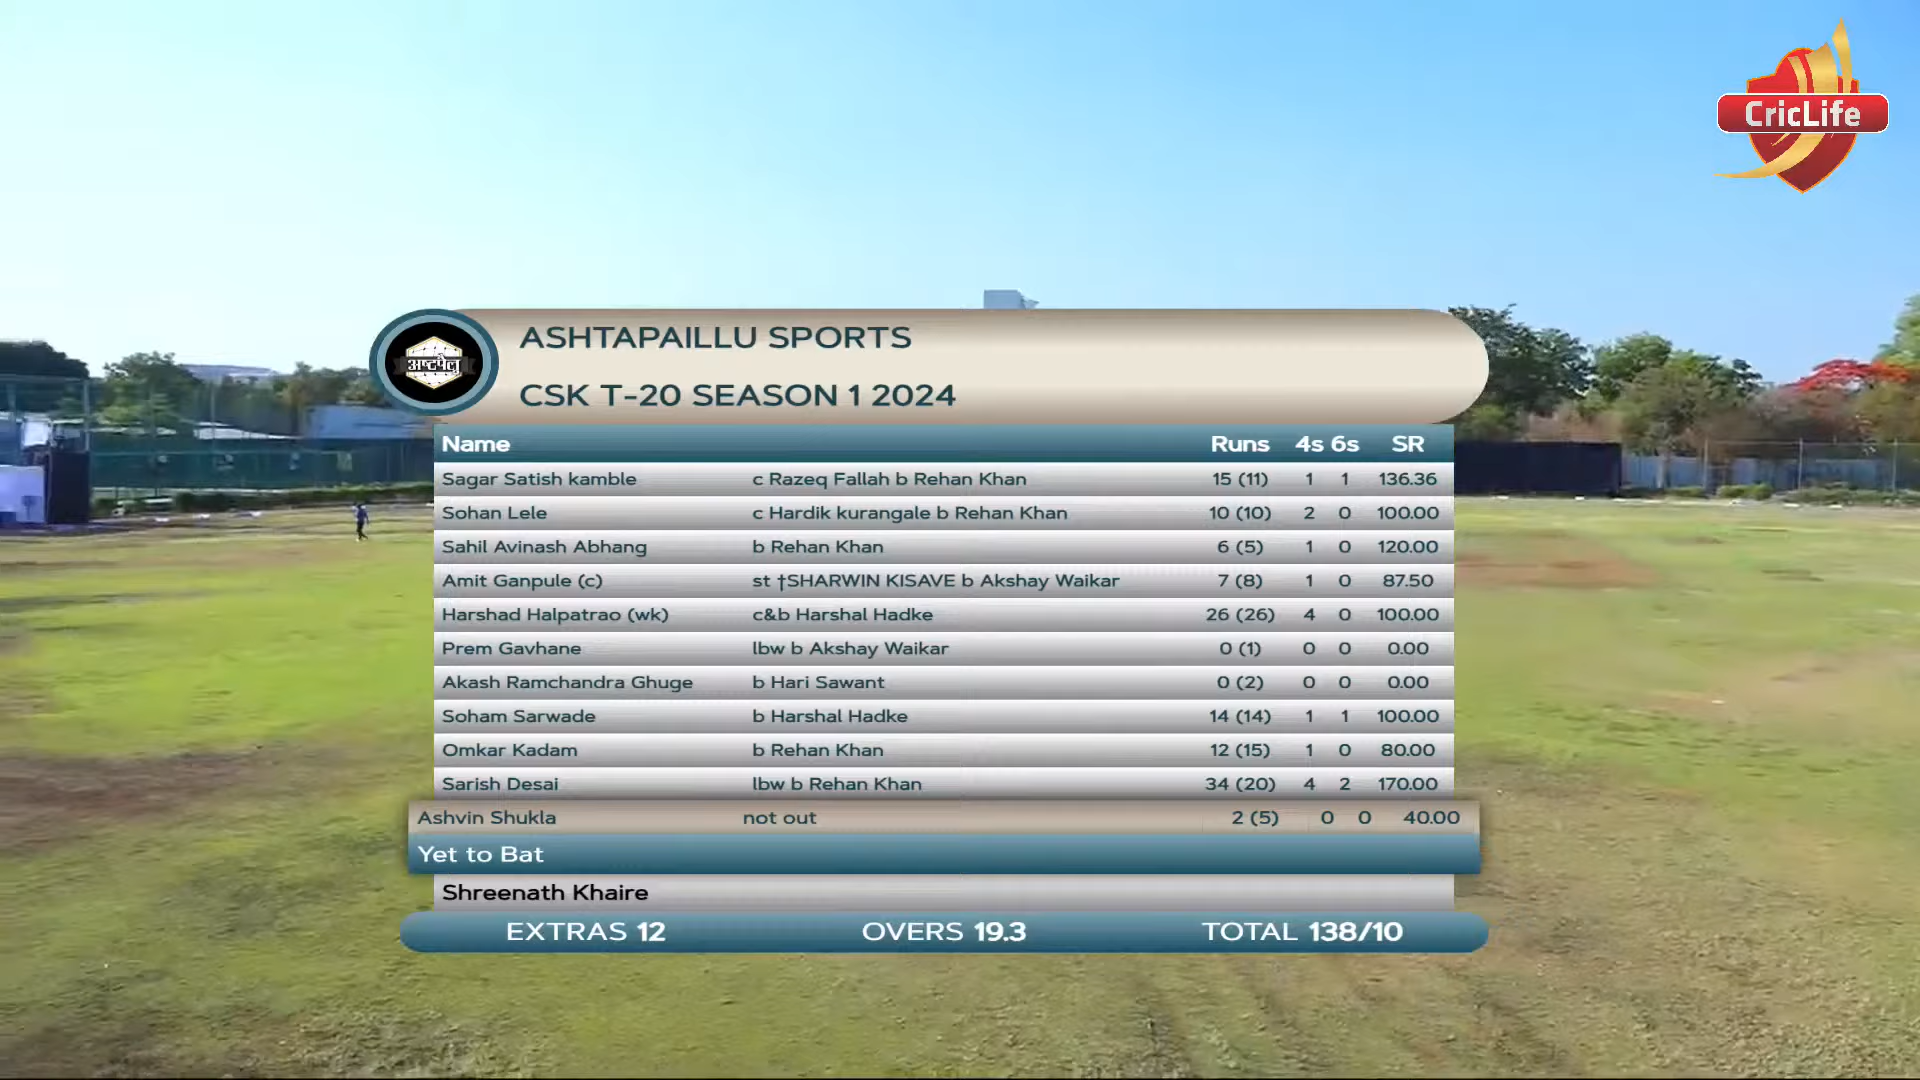 CricLife
अष्टपैलू
ASHTAPAILLU SPORTS
CSK T-20 SEASON 1 2024
Name Runs 4s 6s SR
Sagar Satish kamble c Razeq Fallah b Rehan Khan 15 (11) 1 1 136.36
Sohan Lele c Hardik kurangale b Rehan Khan 10 (10) 2 0 100.00
Sahil Avinash Abhang b Rehan Khan 6 (5) 1 0 120.00
Amit Ganpule (c) st †SHARWIN KISAVE b Akshay Waikar 7 (8) 1 0 87.50
Harshad Halpatrao (wk) c&b Harshal Hadke 26 (26) 4 0 100.00
Prem Gavhane lbw b Akshay Waikar 0 (1) 0 0 0.00
Akash Ramchandra Ghuge b Hari Sawant 0 (2) 0 0 0.00
Soham Sarwade b Harshal Hadke 14 (14) 1 1 100.00
Omkar Kadam b Rehan Khan 12 (15) 1 0 80.00
Sarish Desai lbw b Rehan Khan 34 (20) 4 2 170.00
Ashvin Shukla not out 2 (5) 0 0 40.00
Yet to Bat
Shreenath Khaire
EXTRAS 12 OVERS 19.3 TOTAL 138/10